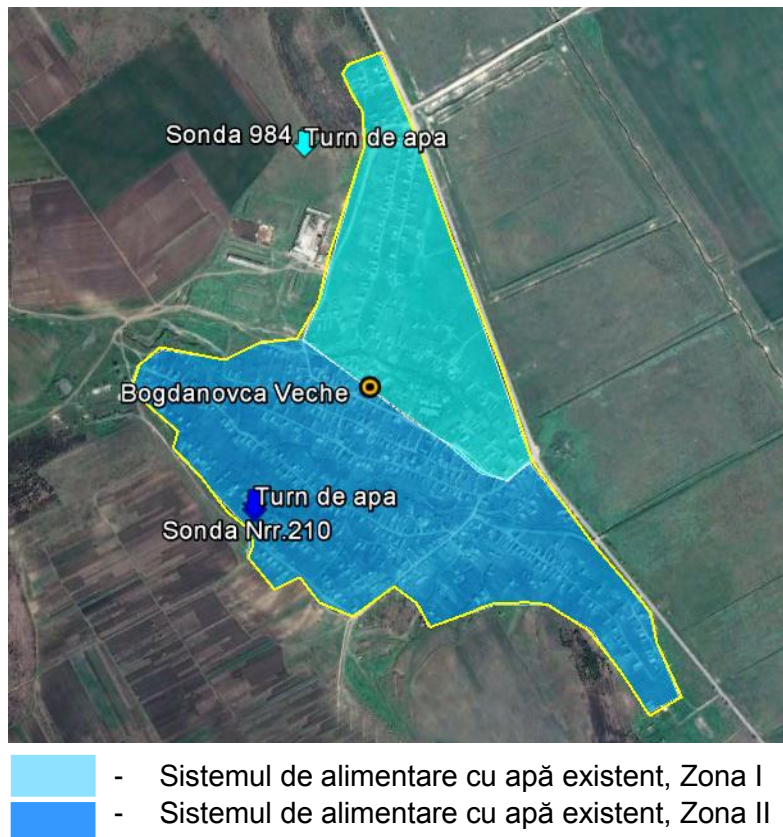 Sonda 984 Turn de apa
Bogdanovca Veche
Turn de apa
Sonda Nrr.210
- Sistemul de alimentare cu apă existent, Zona I
- Sistemul de alimentare cu apă existent, Zona II